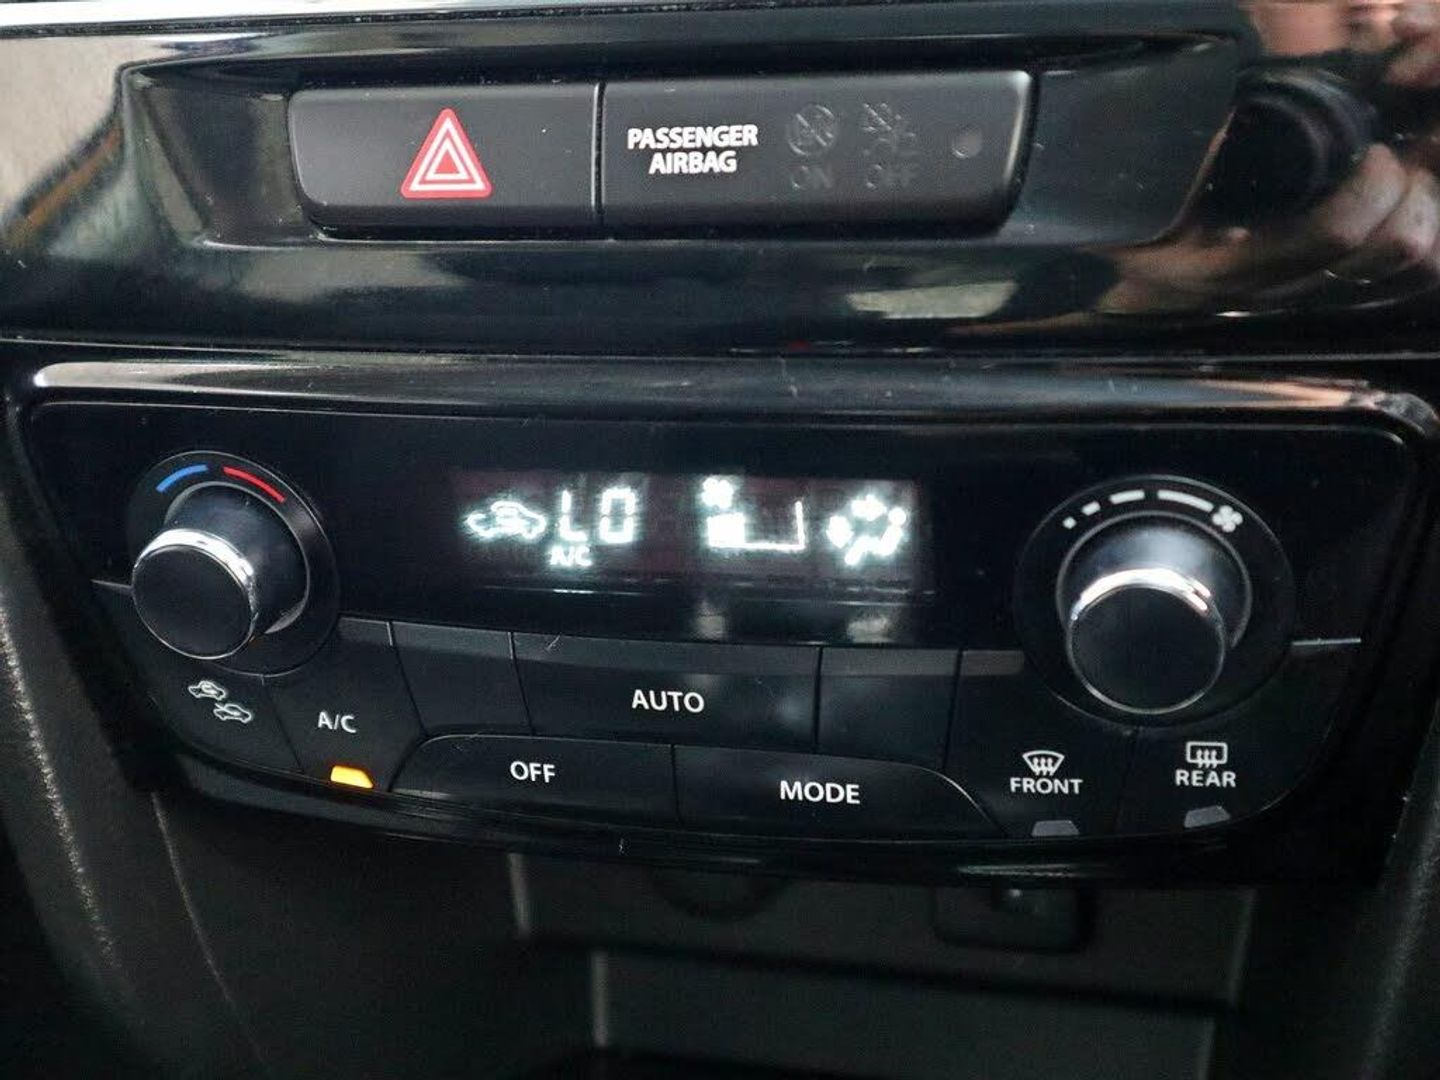 PASSENGER
AIRBAG
ON OFF
LO
A/C
AUTO
A/C
OFF
MODE
FRONT
REAR